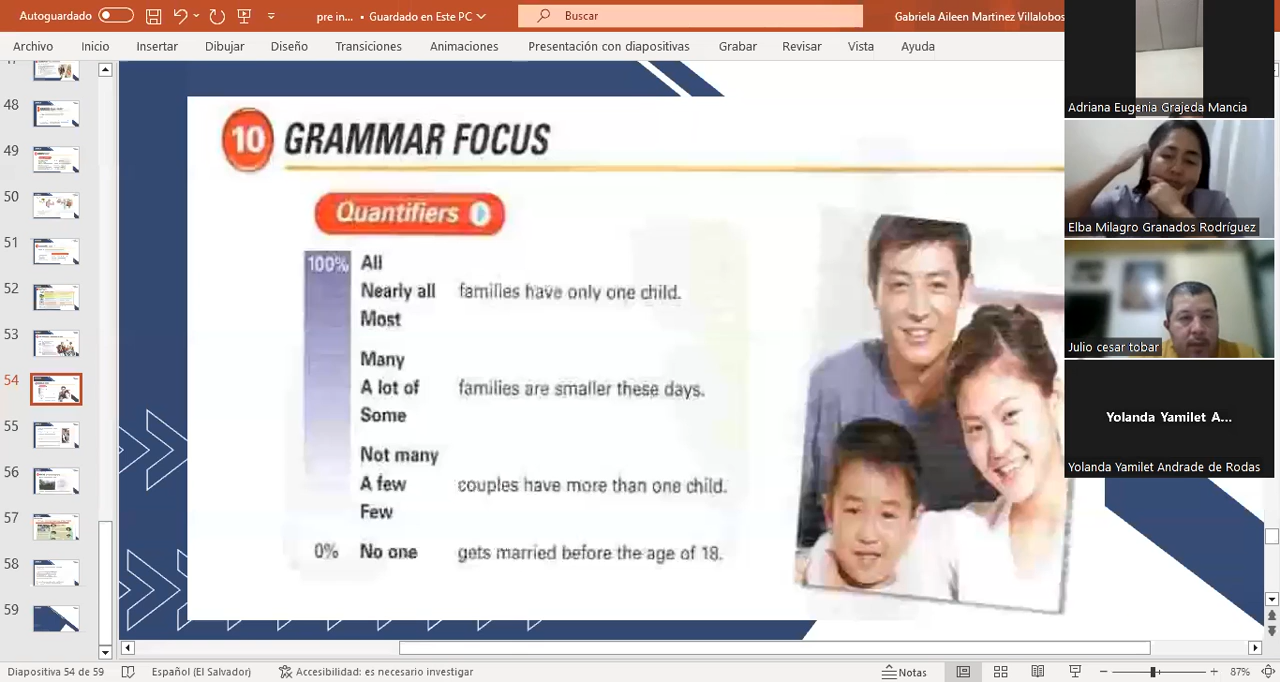 Autoguardado
pre in... • Guardado en Este PC
Buscar
Gabriela Aileen Martinez Villalobos
Archivo Inicio Insertar Dibujar Diseño Transiciones Animaciones Presentación con diapositivas Grabar Revisar Vista Ayuda
48
49
50
51
52
53
54
55
56
57
58
59
10 GRAMMAR FOCUS
Quantifiers
100% All
Nearly all families have only one child.
Most
Many
A lot of families are smaller these days.
Some
Not many
A few couples have more than one child.
Few
0% No one gets married before the age of 18.
Adriana Eugenia Grajeda Mancia
Elba Milagro Granados Rodríguez
Julio cesar tobar
Yolanda Yamilet A...
Yolanda Yamilet Andrade de Rodas
Diapositiva 54 de 59 Español (El Salvador) Accesibilidad: es necesario investigar Notas 87%